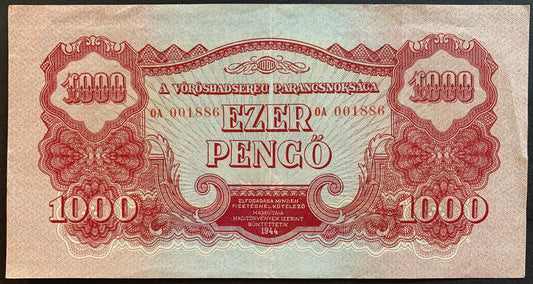 1000 1000
A VÖRÖSHADSEREG PARANCSNOKSÁGA
OA 001886 OA 001886
EZER
PENGŐ
1000 1000
ELFOGADÁSA MINDEN
FIZETÉSNÉL KÖTELEZŐ
HAMISÍTÁSA
HADITÖRVÉNYEK SZERINT
BÜNTETTETIK
1944